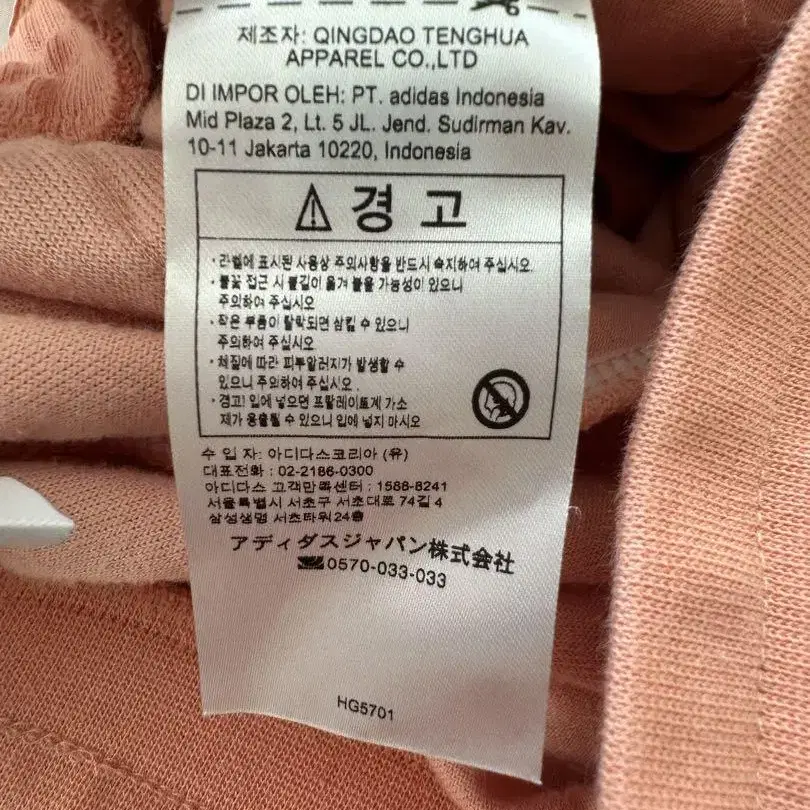 제조자: QINGDAO TENGHUA
APPAREL CO.,LTD
DI IMPOR OLEH: PT. adidas Indonesia
Mid Plaza 2, Lt. 5 JL. Jend. Sudirman Kav.
10-11 Jakarta 10220, Indonesia
경 고
· 라벨에 표시된 사용상 주의사항을 반드시 숙지하여 주십시오.
· 불꽃 접근 시 불길이 옮겨 붙을 가능성이 있으니
주의하여 주십시오
· 작은 부품이 탈락되면 삼킬 수 있으니
주의하여 주십시오
· 체질에 따라 피부알러지가 발생할 수
있으니 주의하여 주십시오.
· 경고! 입에 넣으면 프탈레이트계 가소
제가 용출될 수 있으니 입에 넣지 마시오
수 입 자: 아디다스코리아 (유)
대표전화 : 02-2186-0300
아디다스 고객만족센터 : 1588-8241
서울특별시 서초구 서초대로 74길 4
삼성생명 서초타워 24층
アディダスジャパン株式会社
0570-033-033
HG5701